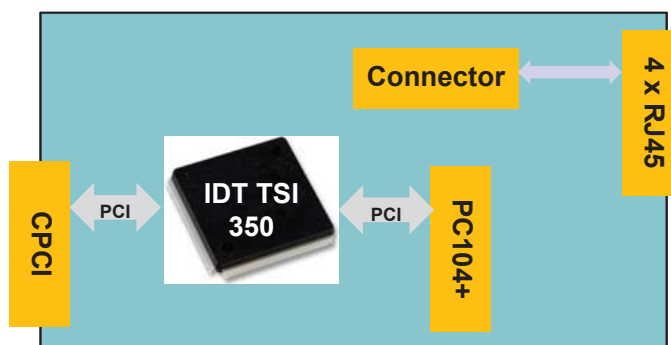 Connector
4 x RJ45
CPCI
PCI
IDT TSI
350
PCI
PC104+